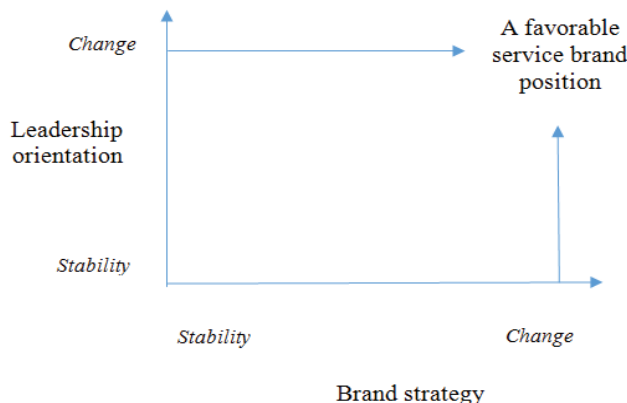 Change
A favorable
service brand
position
Leadership
orientation
Stability
Stability
Change
Brand strategy